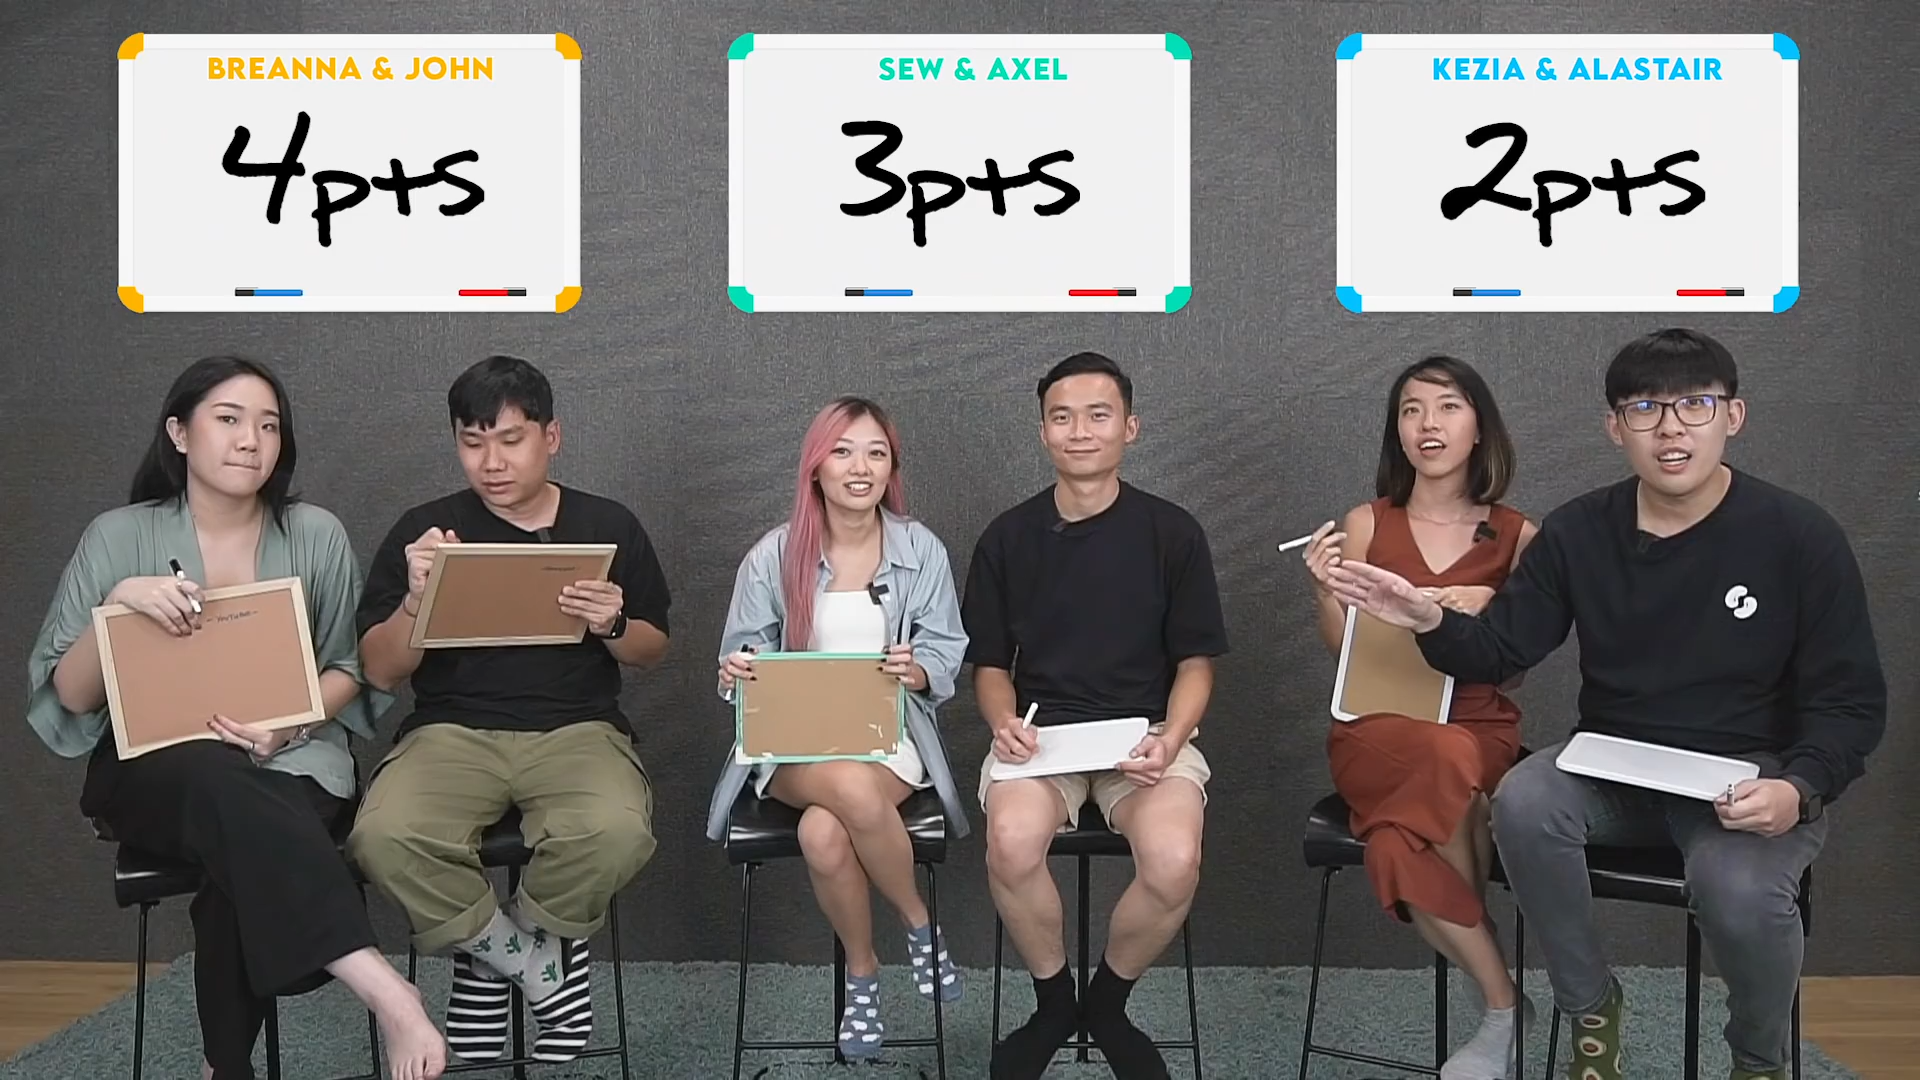 BREANNA & JOHN
4pts
SEW & AXEL
3pts
KEZIA & ALASTAIR
2pts